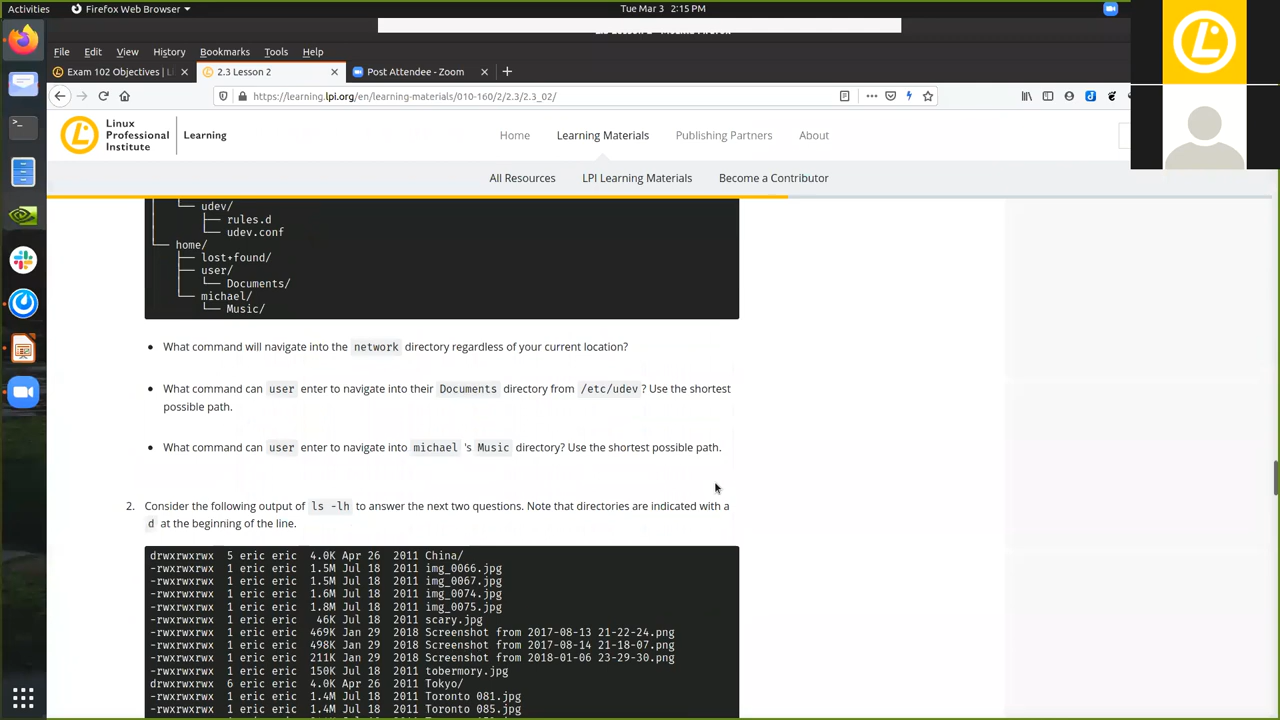 Activities Firefox Web Browser Tue Mar 3 2:15 PM
File Edit View History Bookmarks Tools Help
Exam 102 Objectives | L 2.3 Lesson 2 Post Attendee - Zoom
https://learning.lpi.org/en/learning-materials/010-160/2/2.3/2.3_02/
Linux
Professional
Institute
Learning
Home Learning Materials Publishing Partners About
All Resources LPI Learning Materials Become a Contributor
│ └── udev/
│ ├── rules.d
│ └── udev.conf
└── home/
├── lost+found/
├── user/
│ └── Documents/
└── michael/
└── Music/
• What command will navigate into the network directory regardless of your current location?
• What command can user enter to navigate into their Documents directory from /etc/udev ? Use the shortest
possible path.
• What command can user enter to navigate into michael 's Music directory? Use the shortest possible path.
2. Consider the following output of ls -lh to answer the next two questions. Note that directories are indicated with a
d at the beginning of the line.
drwxrwxrwx 5 eric eric 4.0K Apr 26 2011 China/
-rwxrwxrwx 1 eric eric 1.5M Jul 18 2011 img_0066.jpg
-rwxrwxrwx 1 eric eric 1.5M Jul 18 2011 img_0067.jpg
-rwxrwxrwx 1 eric eric 1.6M Jul 18 2011 img_0074.jpg
-rwxrwxrwx 1 eric eric 1.8M Jul 18 2011 img_0075.jpg
-rwxrwxrwx 1 eric eric 46K Jul 18 2011 scary.jpg
-rwxrwxrwx 1 eric eric 469K Jan 29 2018 Screenshot from 2017-08-13 21-22-24.png
-rwxrwxrwx 1 eric eric 498K Jan 29 2018 Screenshot from 2017-08-14 21-18-07.png
-rwxrwxrwx 1 eric eric 211K Jan 29 2018 Screenshot from 2018-01-06 23-29-30.png
-rwxrwxrwx 1 eric eric 150K Jul 18 2011 tobermory.jpg
drwxrwxrwx 6 eric eric 4.0K Apr 26 2011 Tokyo/
-rwxrwxrwx 1 eric eric 1.4M Jul 18 2011 Toronto 081.jpg
-rwxrwxrwx 1 eric eric 1.4M Jul 18 2011 Toronto 085.jpg